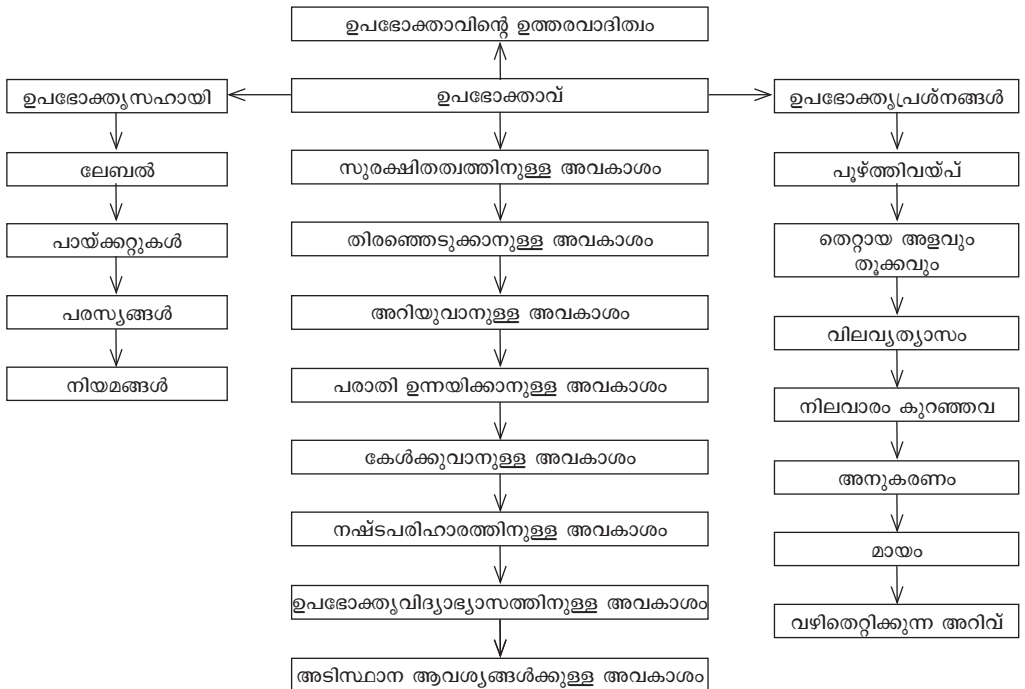 ഉപഭോക്താവിന്റെ ഉത്തരവാദിത്വം
ഉപഭോക്തൃസഹായി
ഉപഭോക്താവ്
ഉപഭോക്തൃപ്രശ്നങ്ങൾ
ലേബൽ
സുരക്ഷിതത്വത്തിനുള്ള അവകാശം
പൂഴ്ത്തിവയ്പ്
പായ്ക്കറ്റുകൾ
തിരഞ്ഞെടുക്കാനുള്ള അവകാശം
തെറ്റായ അളവും
തൂക്കവും
പരസ്യങ്ങൾ
അറിയുവാനുള്ള അവകാശം
വിലവ്യത്യാസം
നിയമങ്ങൾ
പരാതി ഉന്നയിക്കാനുള്ള അവകാശം
നിലവാരം കുറഞ്ഞവ
കേൾക്കുവാനുള്ള അവകാശം
അനുകരണം
നഷ്ടപരിഹാരത്തിനുള്ള അവകാശം
മായം
ഉപഭോക്തൃവിദ്യാഭ്യാസത്തിനുള്ള അവകാശം
വഴിതെറ്റിക്കുന്ന അറിവ്
അടിസ്ഥാന ആവശ്യങ്ങൾക്കുള്ള അവകാശം